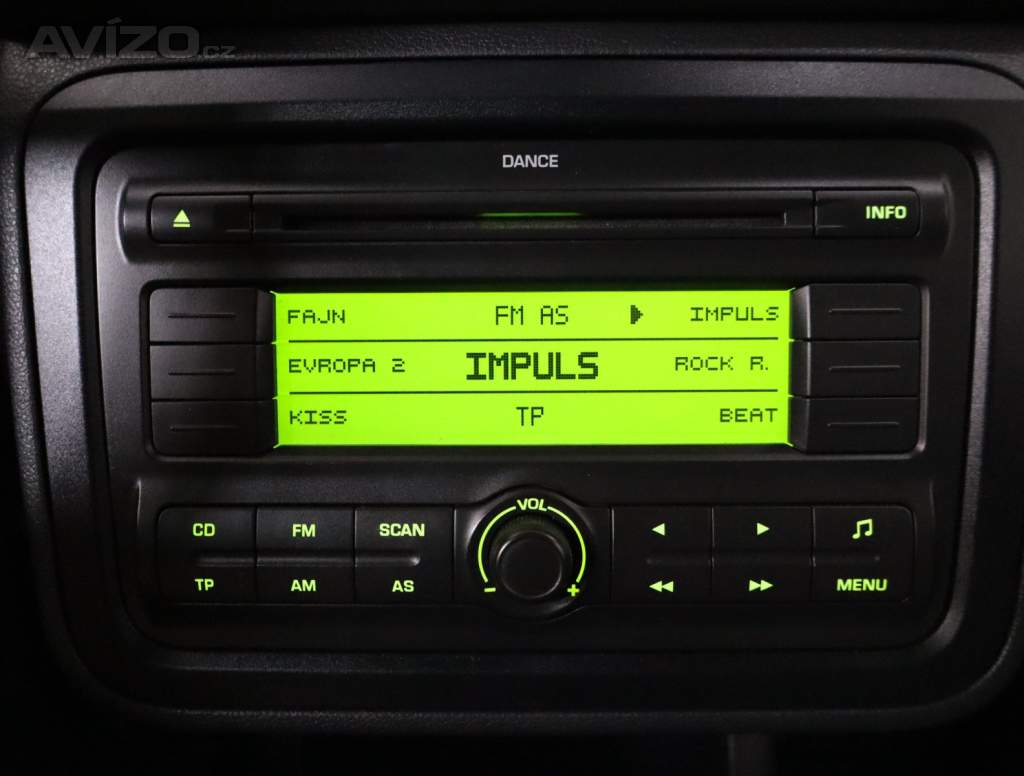 AVÍZO.cz
DANCE
INFO
FAJN FM AS IMPULS
EVROPA 2 IMPULS ROCK R.
KISS TP BEAT
CD FM SCAN VOL
TP AM AS - + MENU